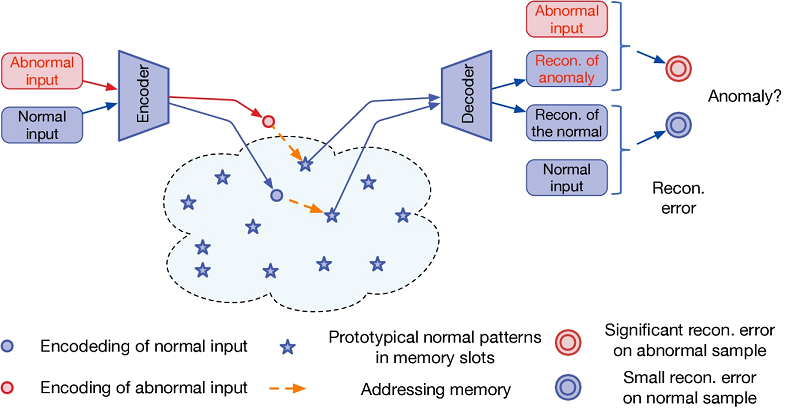 Abnormal
input
Normal
input
Encoder
Decoder
Abnormal
input
Recon. of
anomaly
Recon. of
the normal
Normal
input
Anomaly?
Recon.
error
Encodeding of normal input
Encoding of abnormal input
Prototypical normal patterns
in memory slots
Addressing memory
Significant recon. error
on abnormal sample
Small recon. error
on normal sample